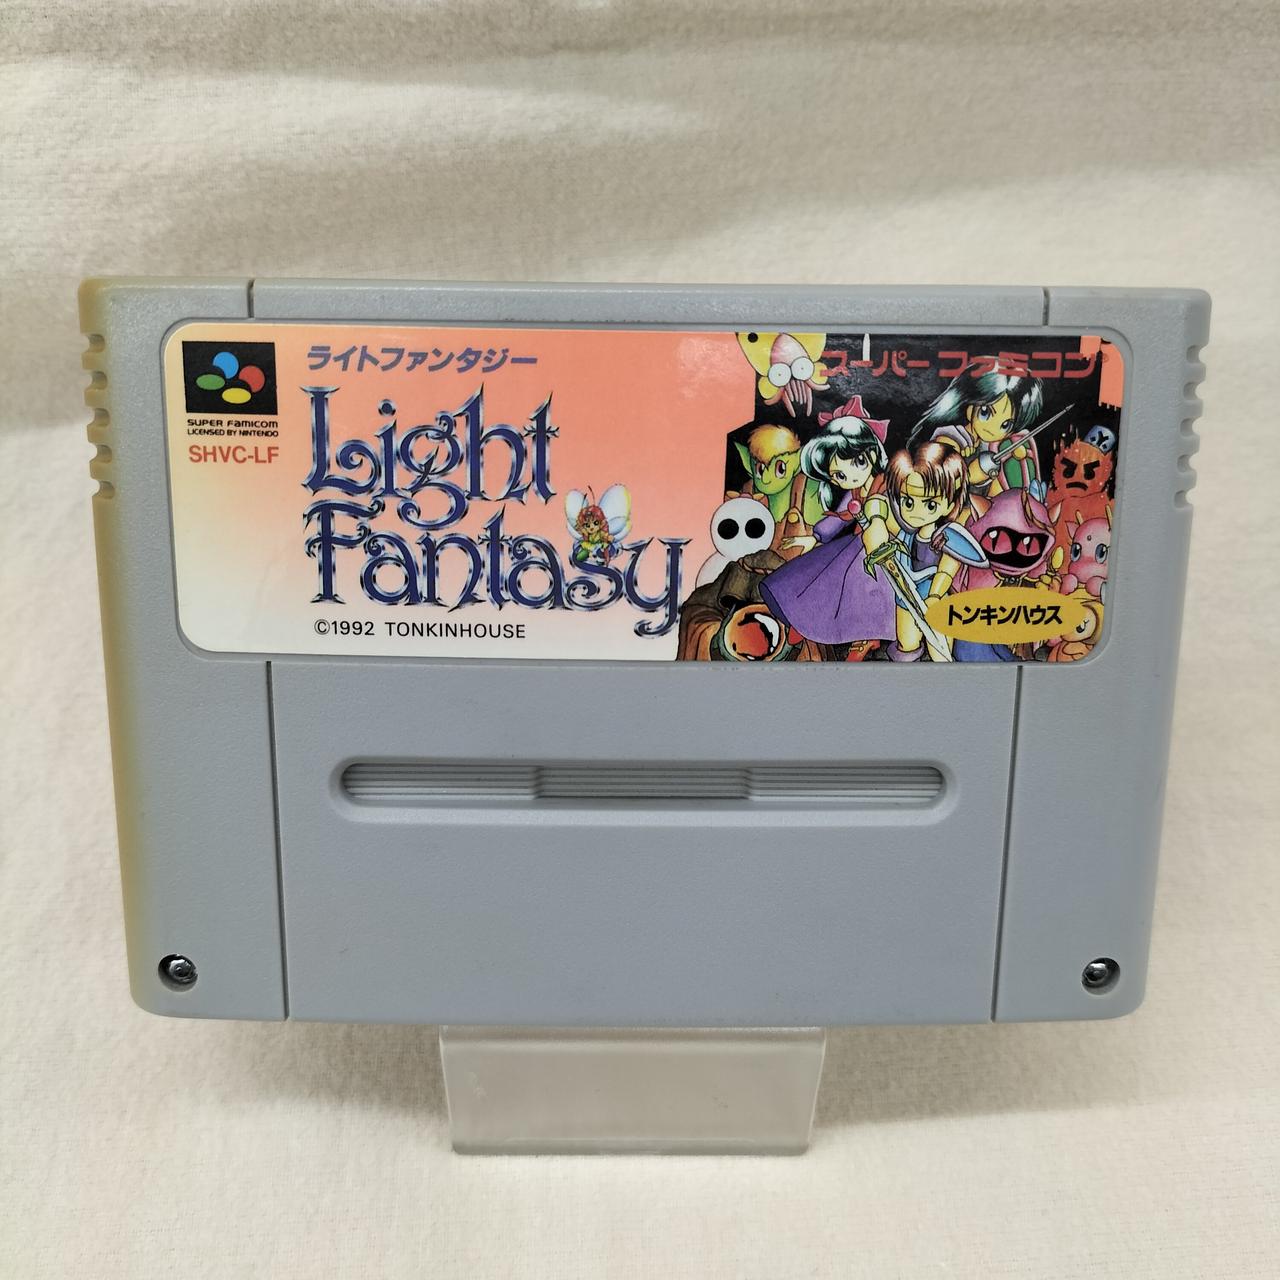 ライトファンタジー
スーパーファミコン
SUPER FAMICOM
LICENSED BY NINTENDO
SHVC-LF
Light
Fantasy
トンキンハウス
©1992 TONKINHOUSE